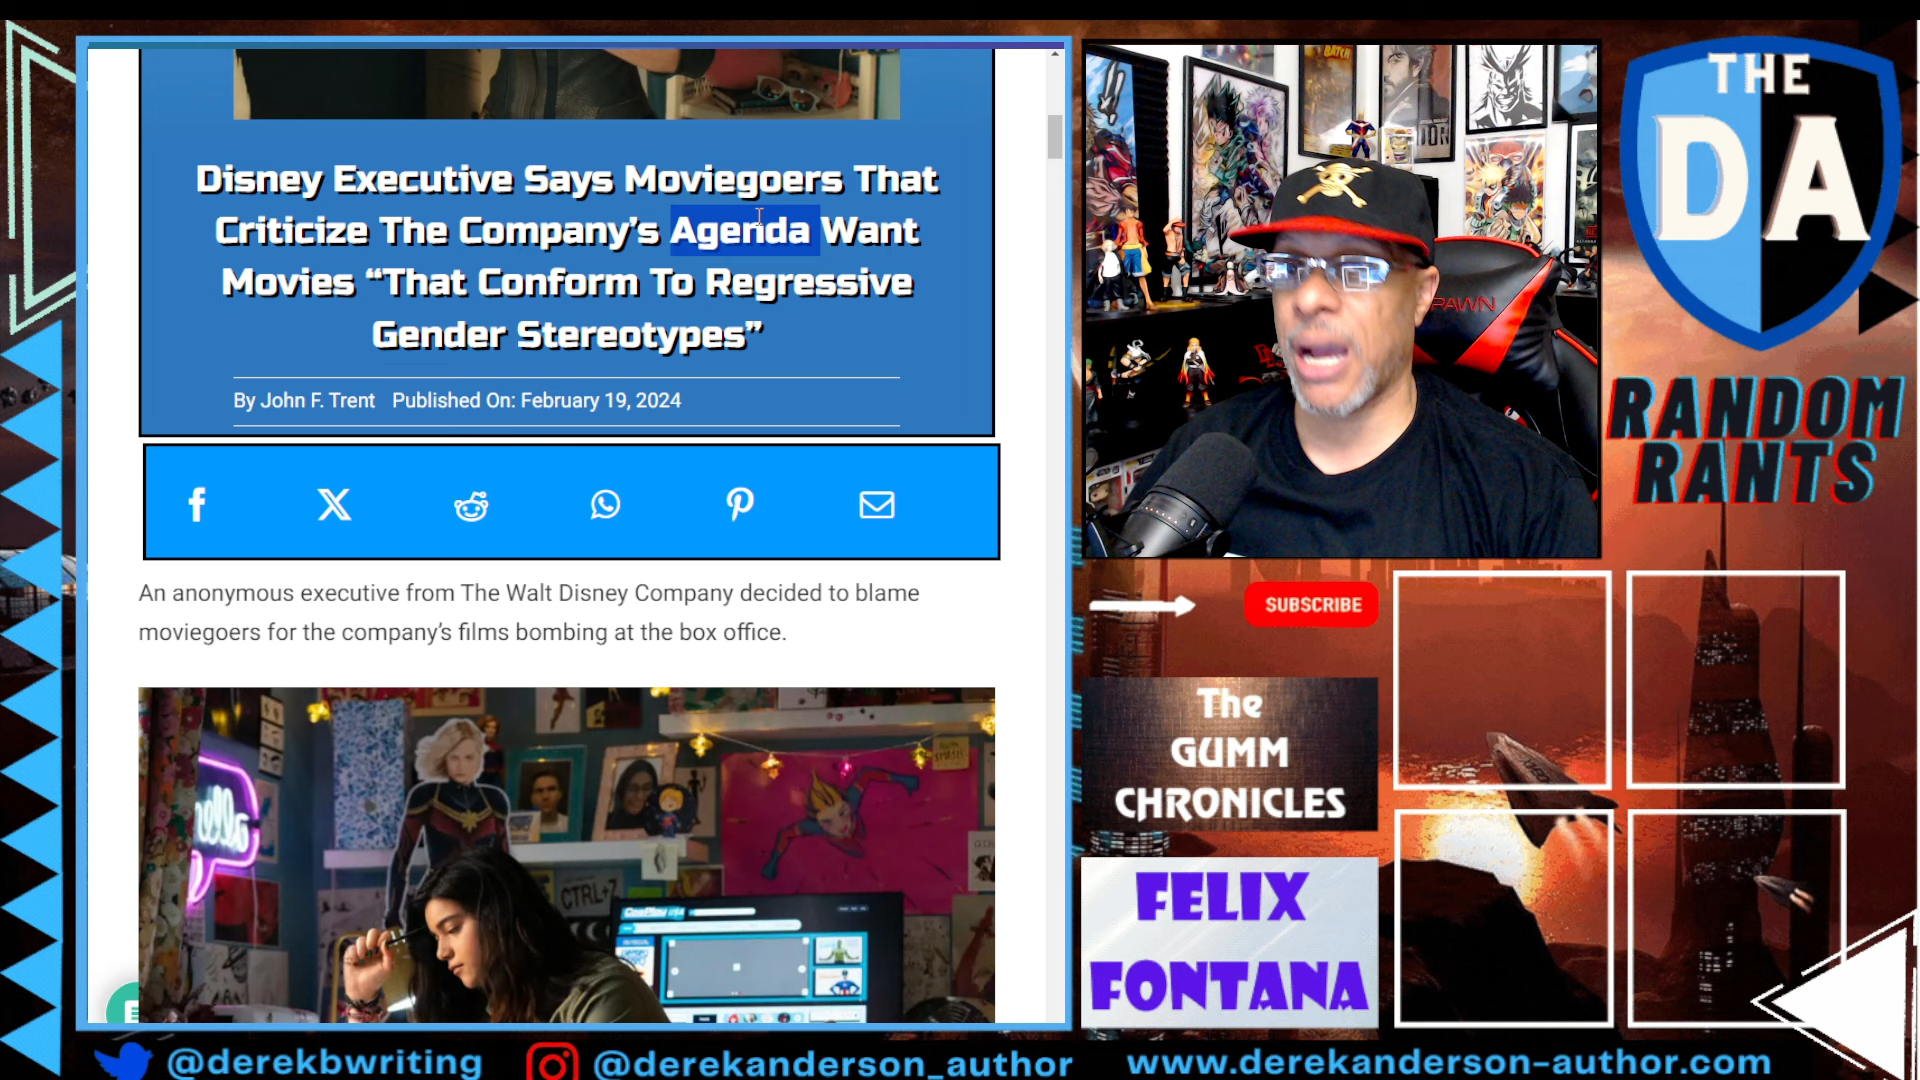 Disney Executive Says Moviegoers That
Criticize The Company's Agenda Want
Movies “That Conform To Regressive
Gender Stereotypes”
By John F. Trent Published On: February 19, 2024
An anonymous executive from The Walt Disney Company decided to blame
moviegoers for the company's films bombing at the box office.
CTRL+Z
BATCH
PAWN
THE
DA
RANDOM
RANTS
SUBSCRIBE
The
GUMM
CHRONICLES
FELIX
FONTANA
@derekbwriting
@derekanderson_author
www.derekanderson-author.com